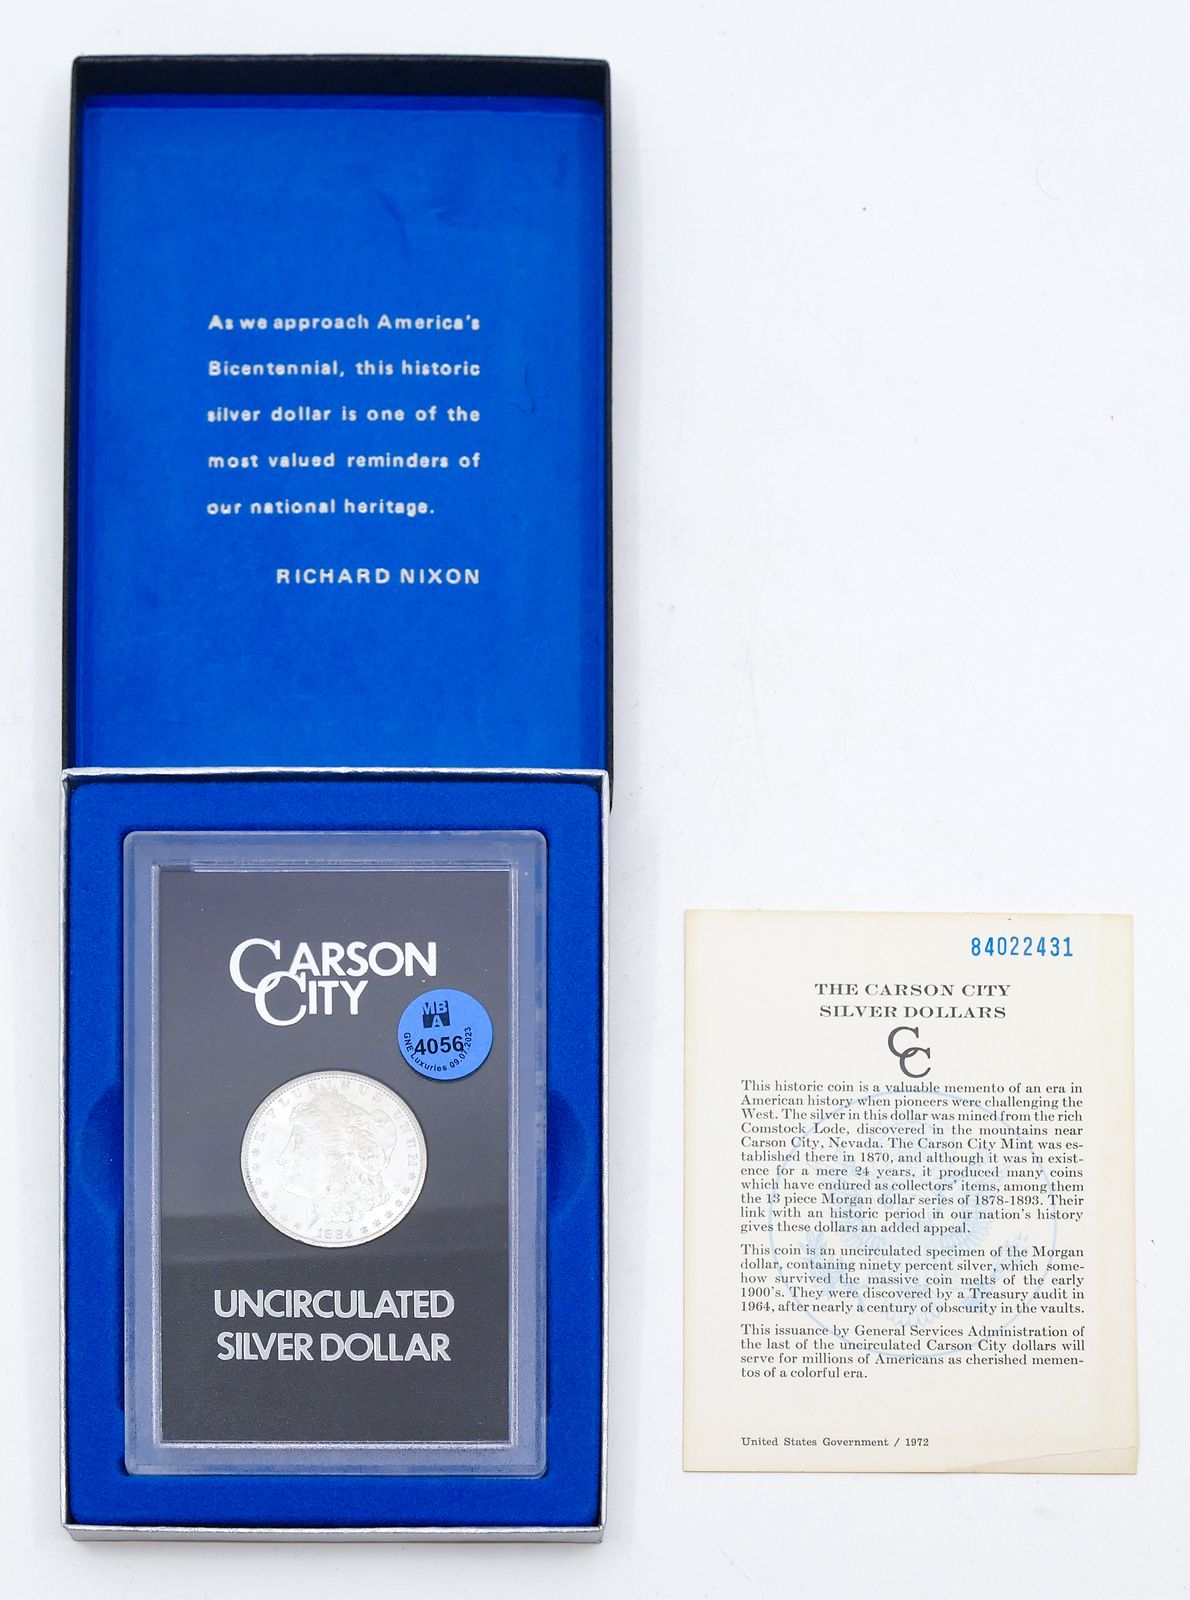 As we approach America's
Bicentennial, this historic
silver dollar is one of the
most valued reminders of
our national heritage.
RICHARD NIXON
CARSON
CITY
MB
A
4056
GNE Luxuries 09.07.2023
E PLURIBUS UNUM
1884
UNCIRCULATED
SILVER DOLLAR
84022431
THE CARSON CITY
SILVER DOLLARS
CC
This historic coin is a valuable memento of an era in
American history when pioneers were challenging the
West. The silver in this dollar was mined from the rich
Comstock Lode, discovered in the mountains near
Carson City, Nevada. The Carson City Mint was es-
tablished there in 1870, and although it was in exist-
ence for a mere 24 years, it produced many coins
which have endured as collectors' items, among them
the 13 piece Morgan dollar series of 1878-1893. Their
link with an historic period in our nation's history
gives these dollars an added appeal.
This coin is an uncirculated specimen of the Morgan
dollar, containing ninety percent silver, which some-
how survived the massive coin melts of the early
1900's. They were discovered by a Treasury audit in
1964, after nearly a century of obscurity in the vaults.
This issuance by General Services Administration of
the last of the uncirculated Carson City dollars will
serve for millions of Americans as cherished memen-
tos of a colorful era.
United States Government / 1972